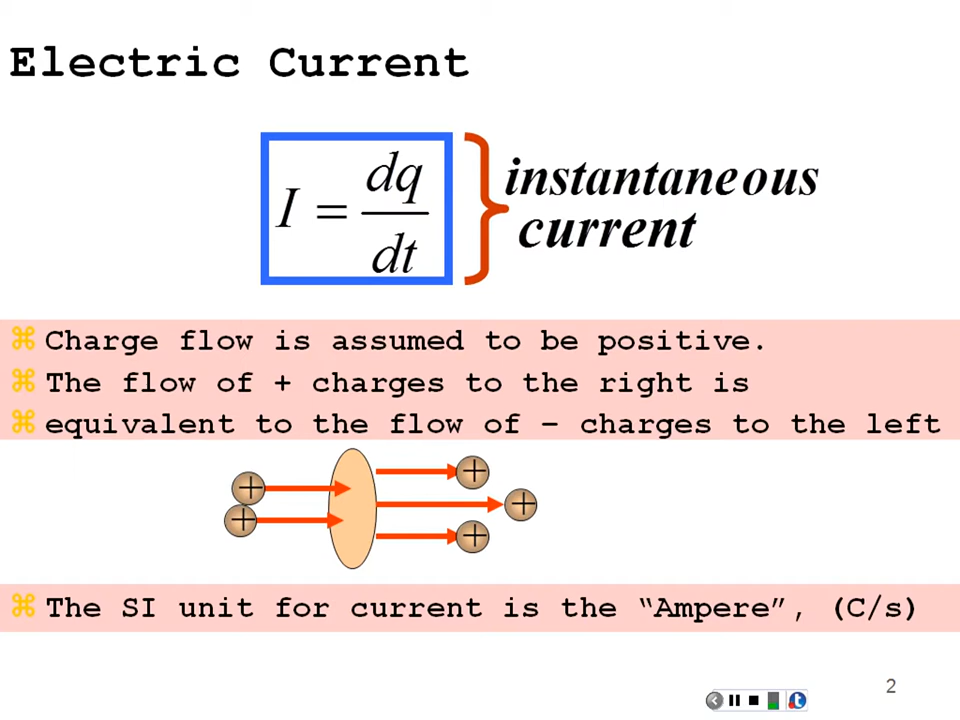 Electric Current
I = dq/dt
instantaneous
current
⌘ Charge flow is assumed to be positive.
⌘ The flow of + charges to the right is
⌘ equivalent to the flow of – charges to the left
+ +
+ +
+ +
⌘ The SI unit for current is the “Ampere”, (C/s)
2